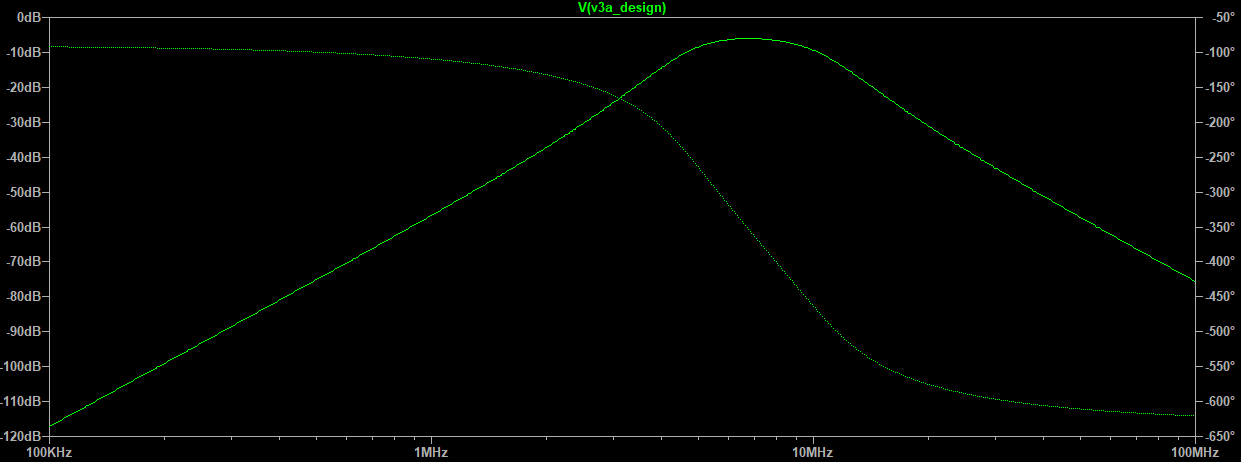 V(v3a_design)
0dB -50°
-10dB -100°
-20dB -150°
-30dB -200°
-40dB -250°
-50dB -300°
-60dB -350°
-70dB -400°
-80dB -450°
-90dB -500°
-100dB -550°
-110dB -600°
-120dB -650°
100KHz 1MHz 10MHz 100MHz